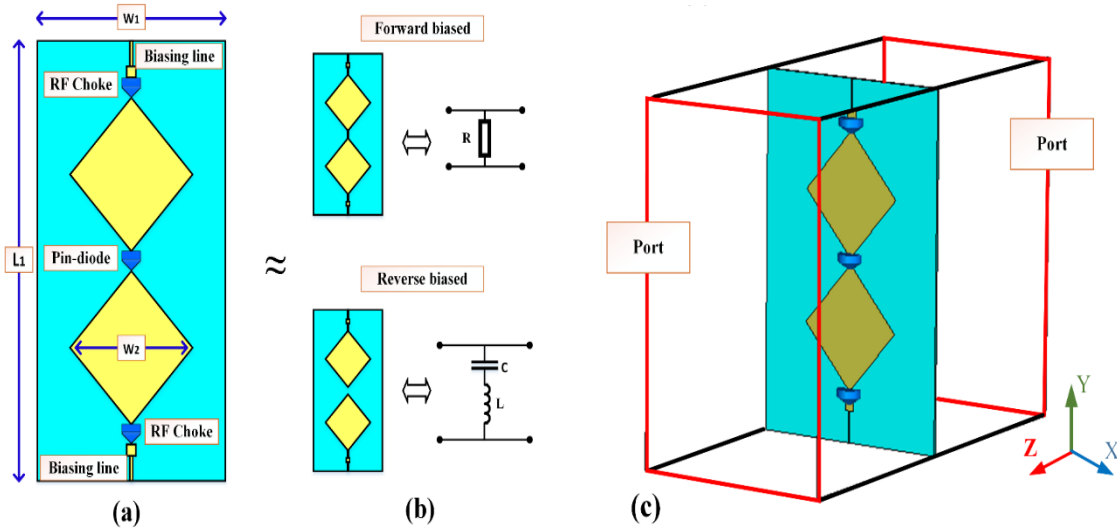 W1
Biasing line
RF Choke
L1
Pin-diode
W2
RF Choke
Biasing line
(a)
≈
Forward biased
R
Reverse biased
C
L
(b)
Port
Port
Y
Z
X
(c)